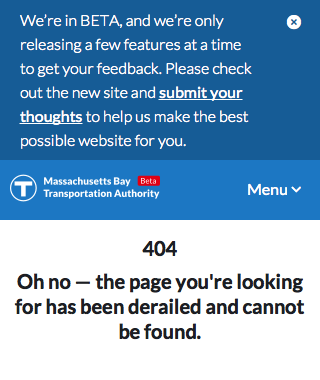 We're in BETA, and we're only
releasing a few features at a time
to get your feedback. Please check
out the new site and submit your
thoughts to help us make the best
possible website for you.
T
Massachusetts Bay Beta
Transportation Authority
Menu
404
Oh no — the page you're looking
for has been derailed and cannot
be found.